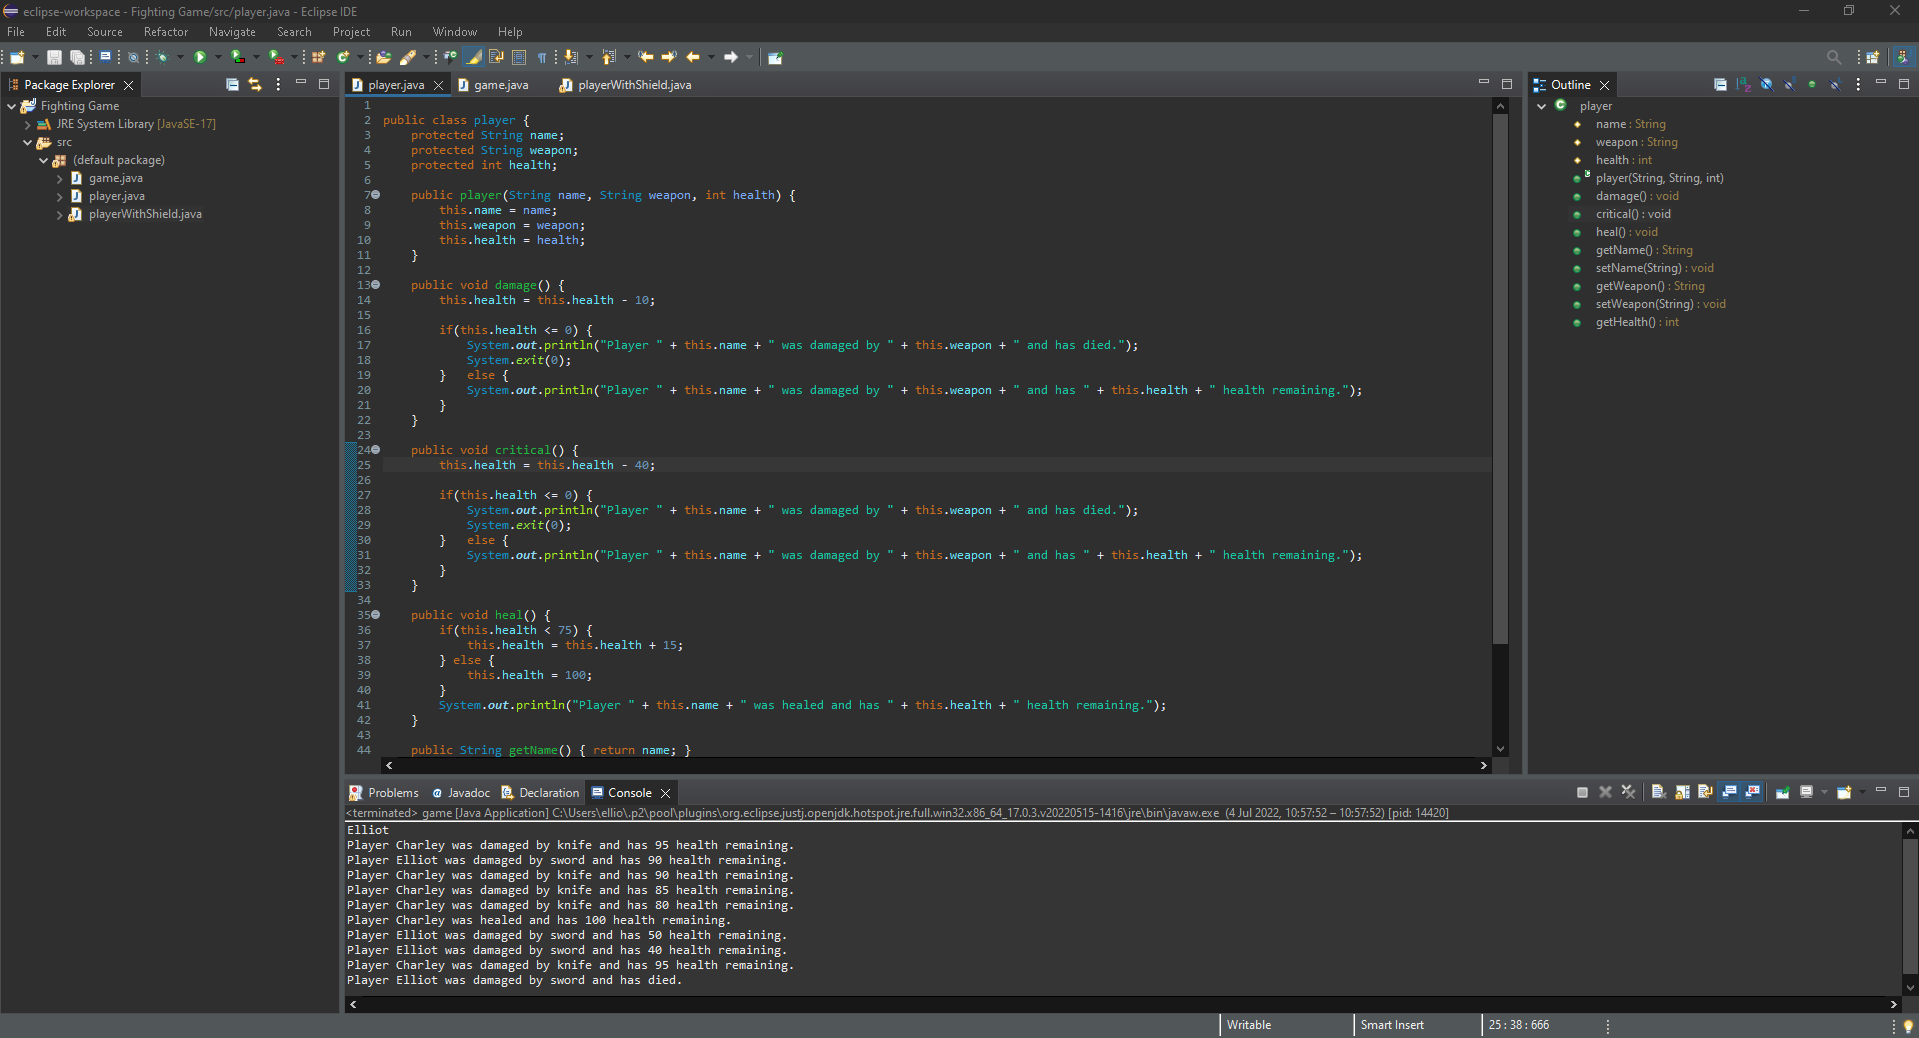 eclipse-workspace - Fighting Game/src/player.java - Eclipse IDE
File Edit Source Refactor Navigate Search Project Run Window Help
Package Explorer
Fighting Game
JRE System Library [JavaSE-17]
src
(default package)
game.java
player.java
playerWithShield.java
player.java game.java playerWithShield.java
1
2 public class player {
3     protected String name;
4     protected String weapon;
5     protected int health;
6
7     public player(String name, String weapon, int health) {
8         this.name = name;
9         this.weapon = weapon;
10         this.health = health;
11     }
12
13     public void damage() {
14         this.health = this.health - 10;
15
16         if(this.health <= 0) {
17             System.out.println("Player " + this.name + " was damaged by " + this.weapon + " and has died.");
18             System.exit(0);
19         }   else {
20             System.out.println("Player " + this.name + " was damaged by " + this.weapon + " and has " + this.health + " health remaining.");
21         }
22     }
23
24     public void critical() {
25         this.health = this.health - 40;
26
27         if(this.health <= 0) {
28             System.out.println("Player " + this.name + " was damaged by " + this.weapon + " and has died.");
29             System.exit(0);
30         }   else {
31             System.out.println("Player " + this.name + " was damaged by " + this.weapon + " and has " + this.health + " health remaining.");
32         }
33     }
34
35     public void heal() {
36         if(this.health < 75) {
37             this.health = this.health + 15;
38         } else {
39             this.health = 100;
40         }
41         System.out.println("Player " + this.name + " was healed and has " + this.health + " health remaining.");
42     }
43
44     public String getName() { return name; }
Outline
player
name : String
weapon : String
health : int
player(String, String, int)
damage() : void
critical() : void
heal() : void
getName() : String
setName(String) : void
getWeapon() : String
setWeapon(String) : void
getHealth() : int
Problems Javadoc Declaration Console
<terminated> game [Java Application] C:\Users\ellio\.p2\pool\plugins\org.eclipse.justj.openjdk.hotspot.jre.full.win32.x86_64_17.0.3.v20220515-1416\jre\bin\javaw.exe (4 Jul 2022, 10:57:52 – 10:57:52) [pid: 14420]
Elliot
Player Charley was damaged by knife and has 95 health remaining.
Player Elliot was damaged by sword and has 90 health remaining.
Player Charley was damaged by knife and has 90 health remaining.
Player Charley was damaged by knife and has 85 health remaining.
Player Charley was damaged by knife and has 80 health remaining.
Player Charley was healed and has 100 health remaining.
Player Elliot was damaged by sword and has 50 health remaining.
Player Elliot was damaged by sword and has 40 health remaining.
Player Charley was damaged by knife and has 95 health remaining.
Player Elliot was damaged by sword and has died.
Writable Smart Insert 25 : 38 : 666